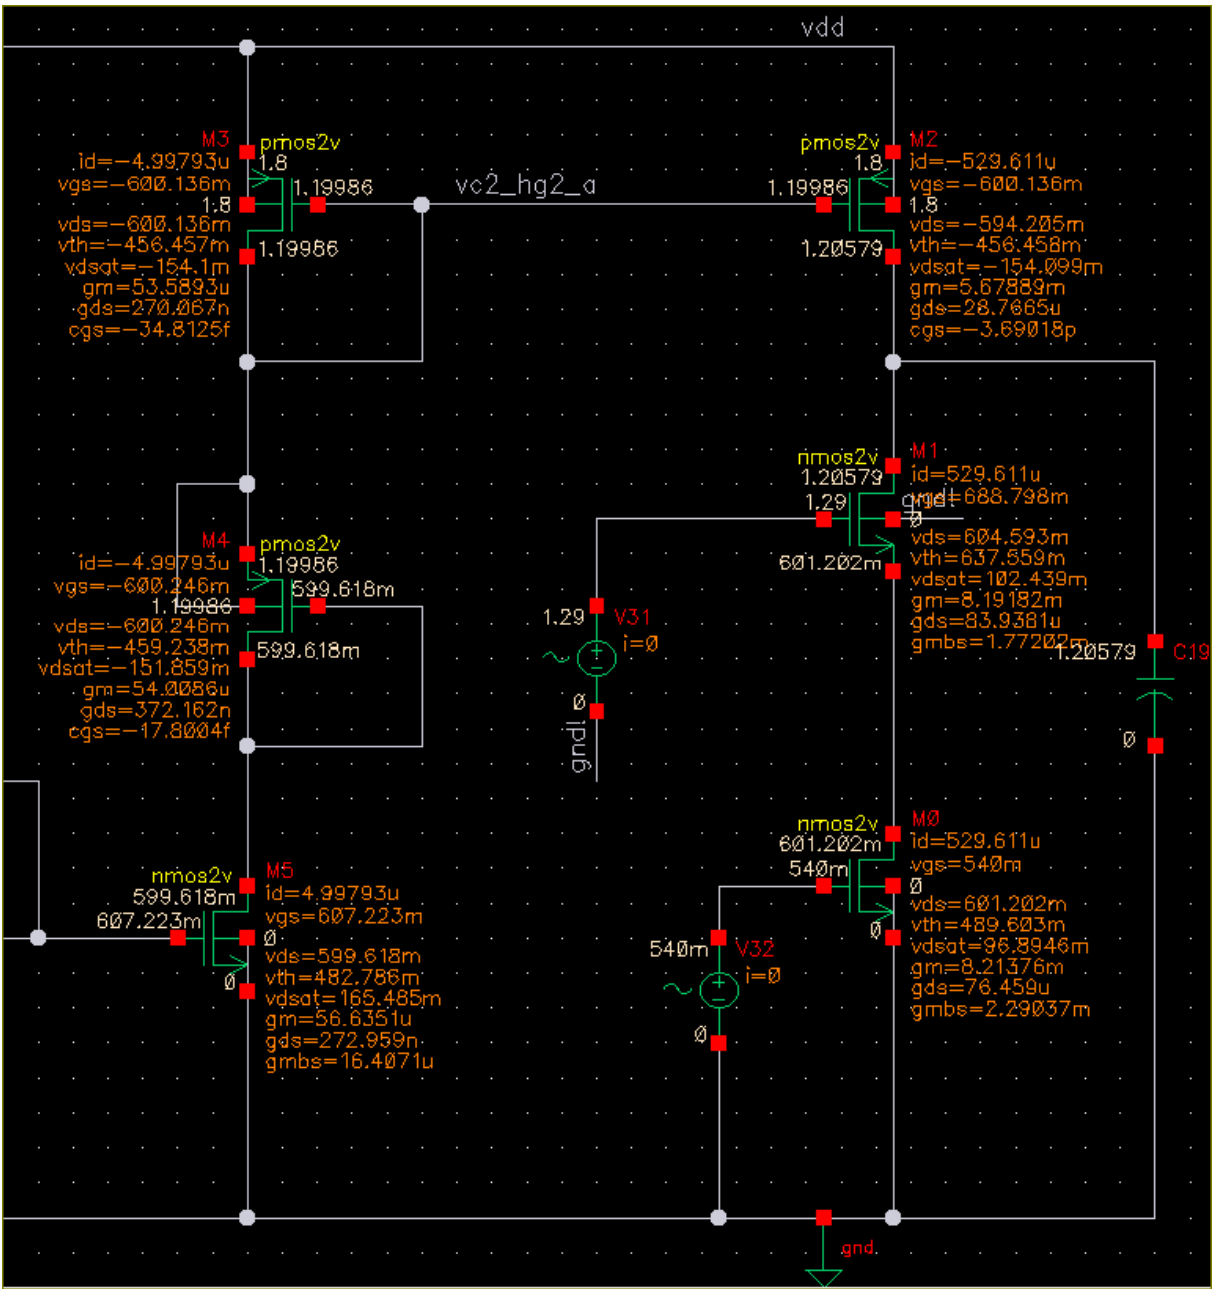 vdd
M3
pmos2v
id=-4.99793u
1.8
vgs=-600.136m
1.19986
1.8
vds=-600.136m
vth=-456.457m
1.19986
vdsat=-154.1m
gm=53.5893u
gds=270.067n
cgs=-34.8125f
vc2_hg2_a
pmos2v
M2
1.8
id=-529.611u
vgs=-600.136m
1.19986
1.8
vds=-594.205m
1.20579
vth=-456.458m
vdsat=-154.099m
gm=5.67889m
gds=28.7665u
cgs=-3.69018p
nmos2v
M1
1.20579
id=529.611u
vgs=688.798m
1.29
gnd!
0
vds=604.593m
601.202m
vth=637.559m
vdsat=102.439m
gm=8.19182m
gds=83.9381u
gmbs=1.77202m
M4
pmos2v
id=-4.99793u
1.19986
vgs=-600.246m
599.618m
1.19986
vds=-600.246m
vth=-459.238m
599.618m
vdsat=-151.859m
gm=54.0086u
gds=372.162n
cgs=-17.8004f
1.29
V31
i=0
0
gnd!
1.20579
C19
0
nmos2v
M0
601.202m
id=529.611u
540m
vgs=540m
0
vds=601.202m
0
vth=489.603m
vdsat=96.8946m
gm=8.21376m
gds=76.459u
gmbs=2.29037m
nmos2v
M5
599.618m
id=4.99793u
607.223m
vgs=607.223m
0
vds=599.618m
0
vth=482.786m
vdsat=165.485m
gm=56.6351u
gds=272.959n
gmbs=16.4071u
540m
V32
i=0
0
gnd